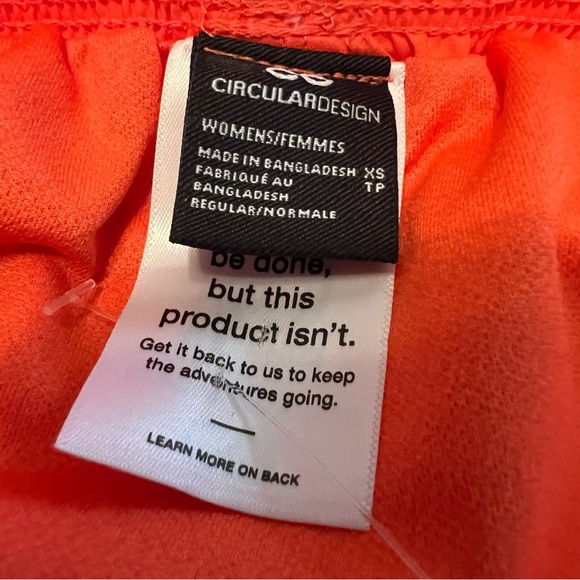 CIRCULARDESIGN
WOMENS/FEMMES
MADE IN BANGLADESH XS
FABRIQUÉ AU TP
BANGLADESH
REGULAR/NORMALE
be done,
but this
product isn't.
Get it back to us to keep
the adventures going.
LEARN MORE ON BACK